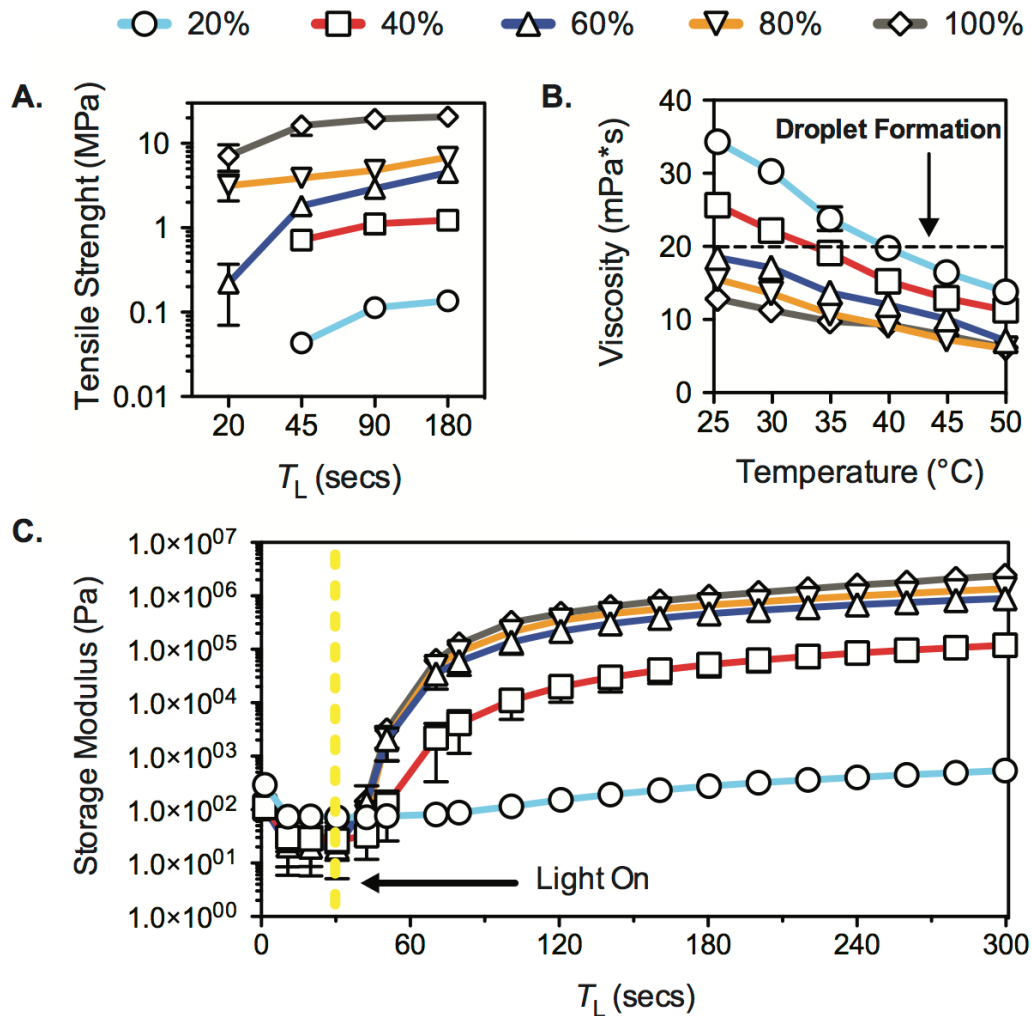 20% 40% 60% 80% 100%
A.
Tensile Strenght (MPa)
10
1
0.1
0.01
20 45 90 180
T_L (secs)
B.
Viscosity (mPa*s)
40
30
20
10
0
Droplet Formation
25 30 35 40 45 50
Temperature (°C)
C.
Storage Modulus (Pa)
1.0×10⁰⁷
1.0×10⁰⁶
1.0×10⁰⁵
1.0×10⁰⁴
1.0×10⁰³
1.0×10⁰²
1.0×10⁰¹
1.0×10⁰⁰
Light On
0 60 120 180 240 300
T_L (secs)